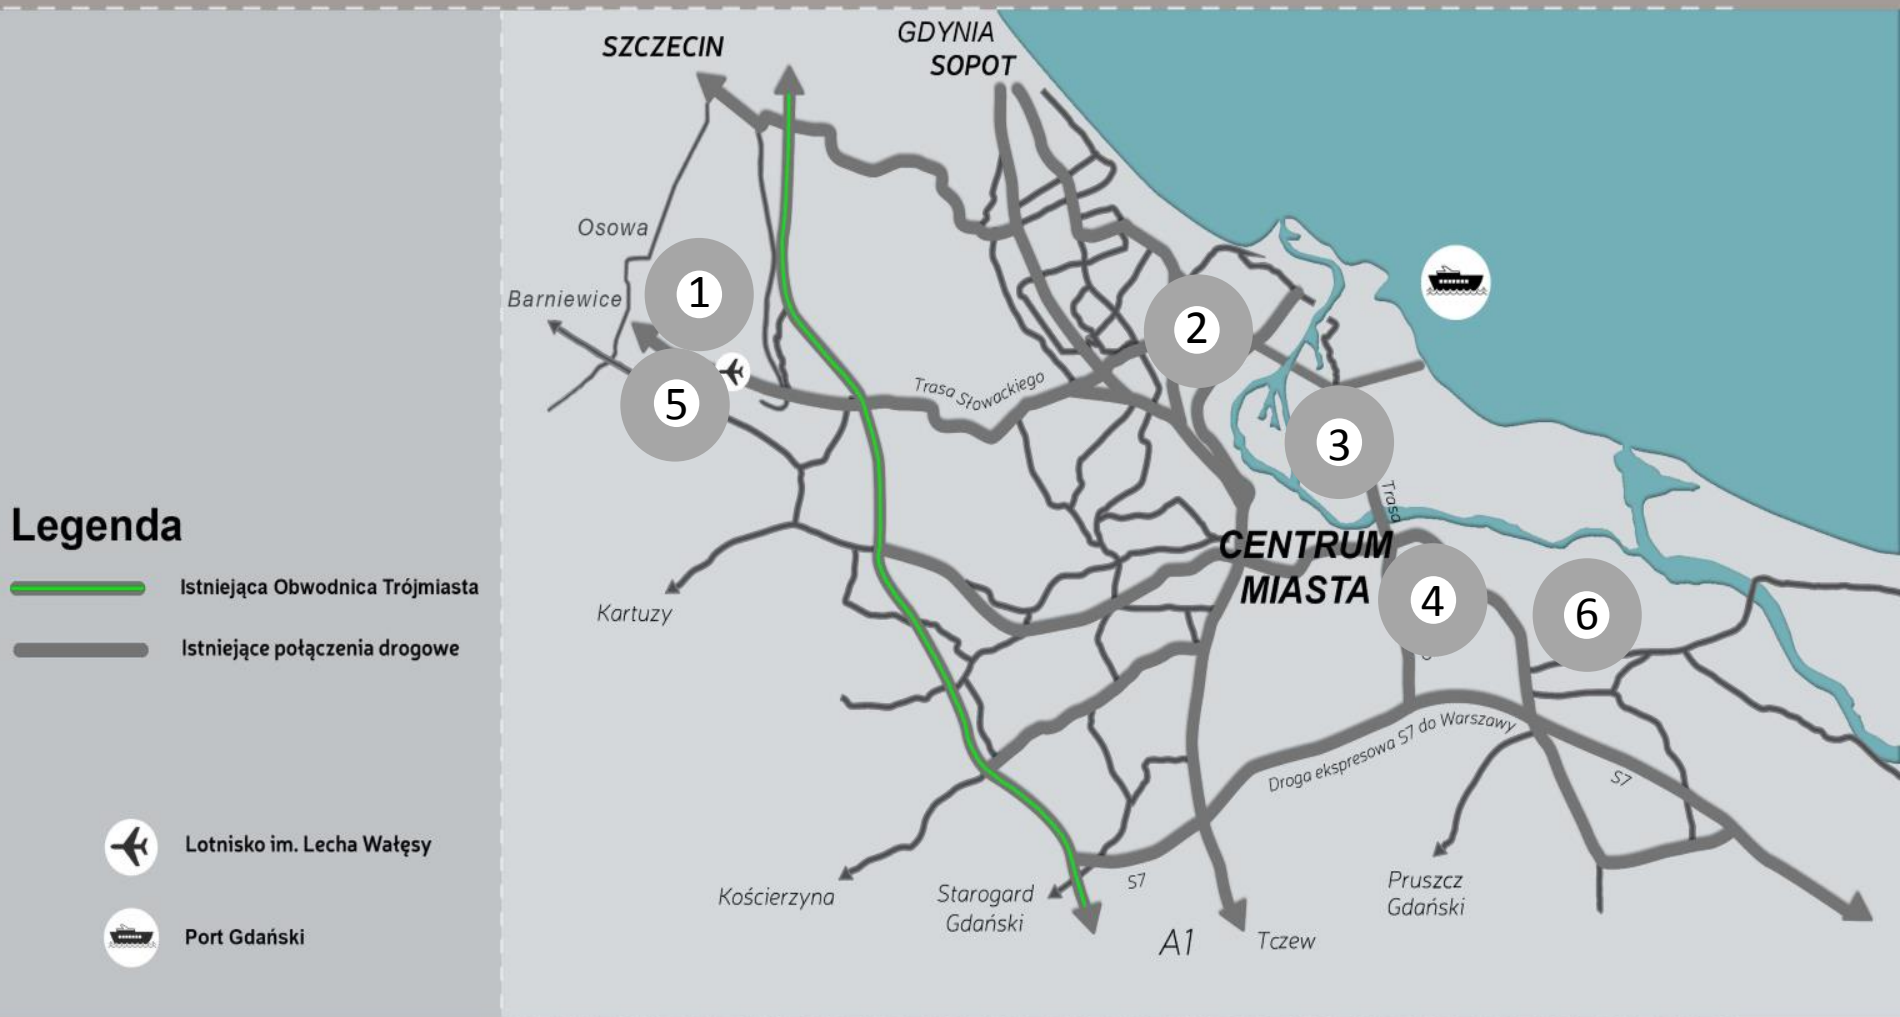 SZCZECIN
GDYNIA
SOPOT
Osowa
Barniewice
1
2
5
3
Trasa Słowackiego
Trasa
CENTRUM
MIASTA
4
6
Kartuzy
Legenda
Istniejąca Obwodnica Trójmiasta
Istniejące połączenia drogowe
Lotnisko im. Lecha Wałęsy
Port Gdański
Droga ekspresowa S7 do Warszawy
S7
S7
Kościerzyna
Starogard
Gdański
A1
Tczew
Pruszcz
Gdański